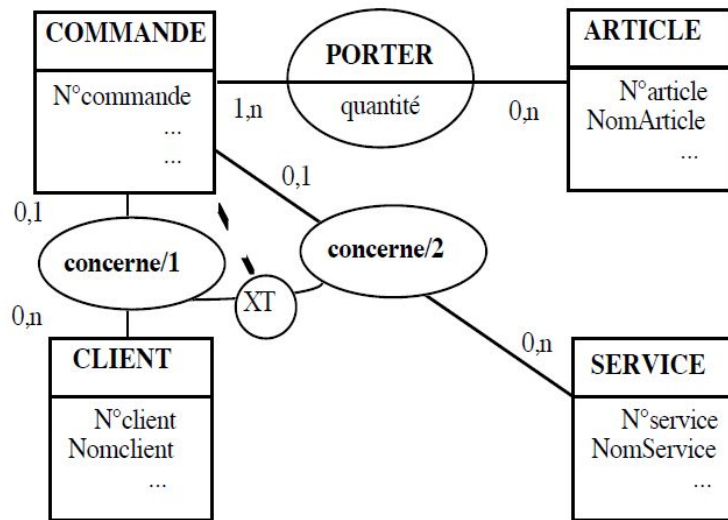 COMMANDE
N°commande
...
...
PORTER
quantité
ARTICLE
N°article
NomArticle
...
1,n
0,n
0,1
0,1
concerne/1
concerne/2
XT
0,n
0,n
CLIENT
N°client
Nomclient
...
SERVICE
N°service
NomService
...